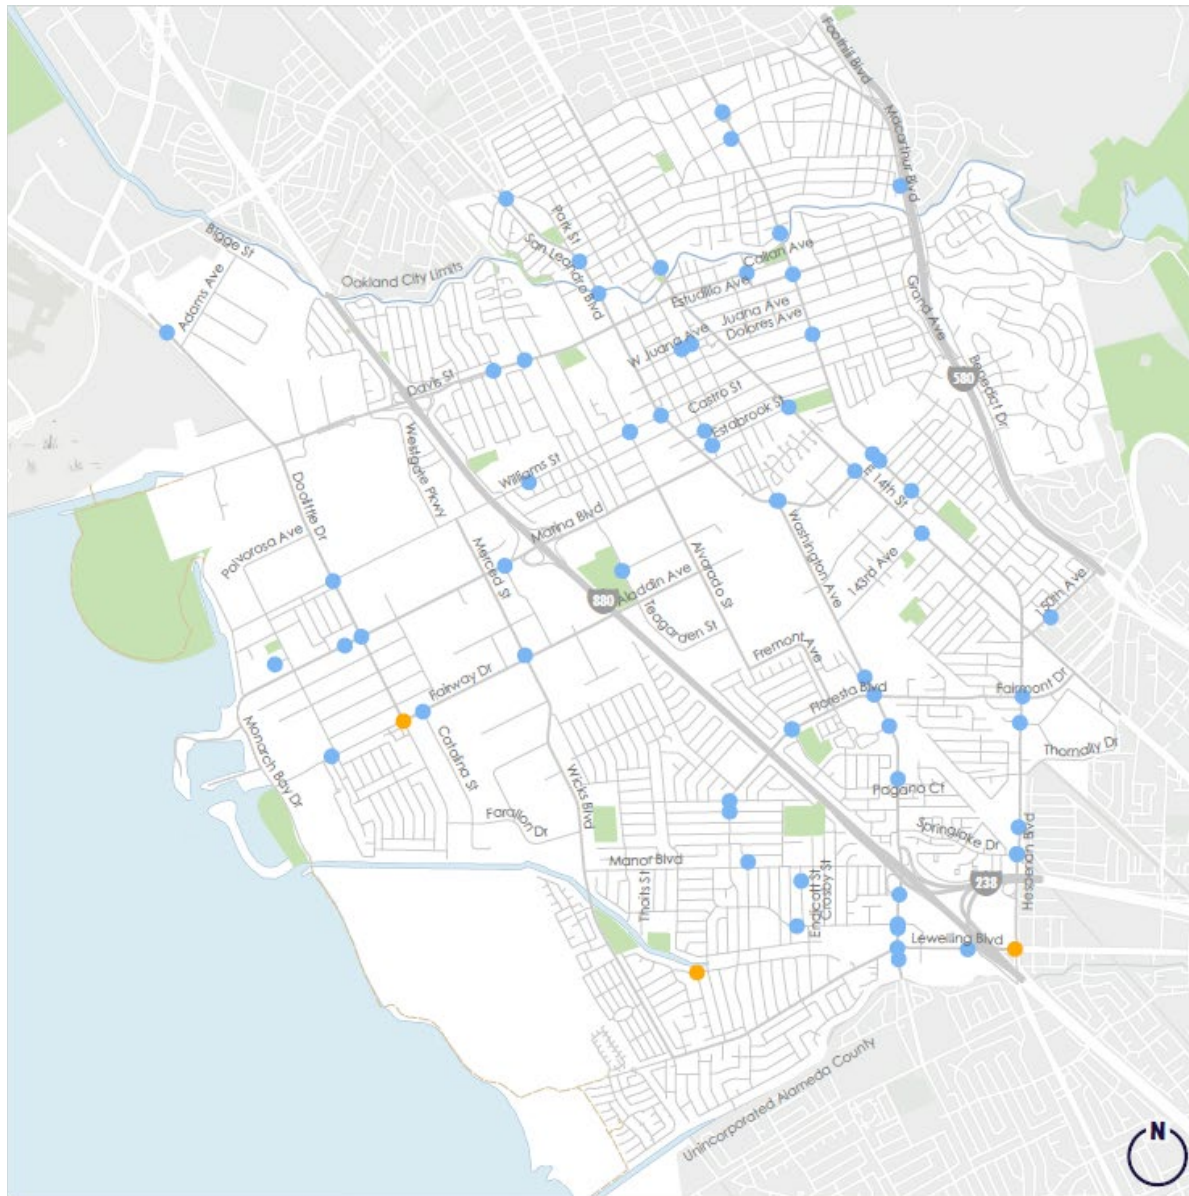 Foothill Blvd
Macarthur Blvd
Park St
San Leandro Blvd
Bigge St
Oakland City Limits
Callan Ave
Estudillo Ave
Adams Ave
Juana Ave
Dolores Ave
W Juana Ave
Grand Ave
580
Benedict Dr
Davis St
Castro St
Estabrook St
Westgate Pkwy
Williams St
E 14th St
Doolittle Dr
Marina Blvd
Polvorosa Ave
Merced St
Alvarado St
Washington Ave
143rd Ave
880
Aladdin Ave
Teagarden St
150th Ave
Fremont Ave
Fairway Dr
Floresta Blvd
Fairmont Dr
Monarch Bay Dr
Catalina St
Thornally Dr
Wicks Blvd
Pagano Ct
Farallon Dr
Springlake Dr
Hesperian Blvd
Manor Blvd
Thaits St
Endicott St
Crosby St
238
Lewelling Blvd
Unincorporated Alameda County
N